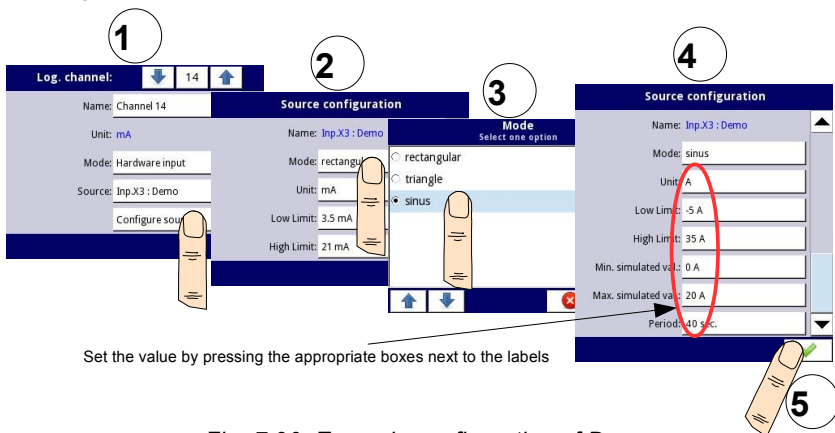 1
Log. channel: 14
Name: Channel 14
Unit: mA
Mode: Hardware input
Source: Inp.X3 : Demo
Configure sou
2
Source configuration
Name: Inp.X3 : Demo
Mode: rectangul
Unit: mA
Low Limit: 3.5 mA
High Limit: 21 mA
3
Mode
Select one option
rectangular
triangle
sinus
4
Source configuration
Name: Inp.X3 : Demo
Mode: sinus
Unit: A
Low Limit: -5 A
High Limit: 35 A
Min. simulated val.: 0 A
Max. simulated val.: 20 A
Period: 40 sec.
Set the value by pressing the appropriate boxes next to the labels
5